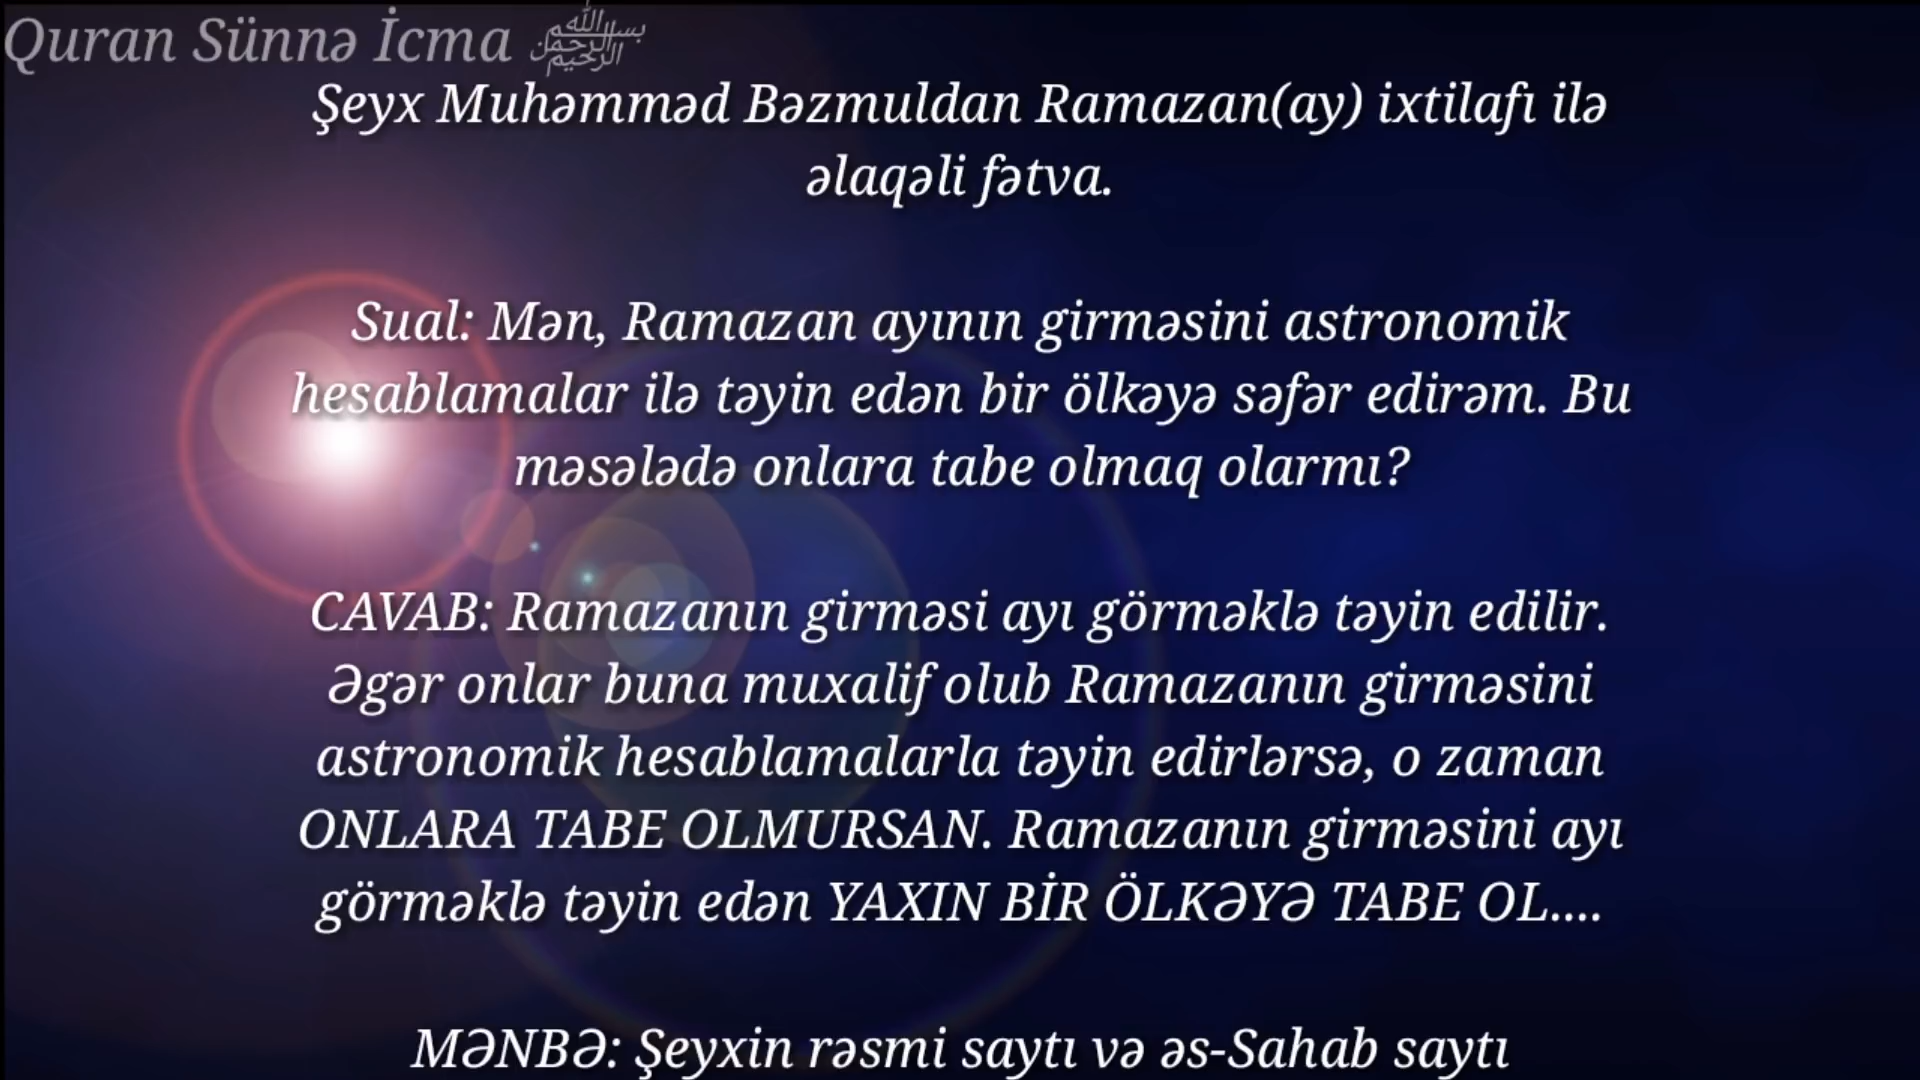 Quran Sünnə İcma ﷽
Şeyx Muhəmməd Bəzmuldan Ramazan(ay) ixtilafı ilə
əlaqəli fətva.
Sual: Mən, Ramazan ayının girməsini astronomik
hesablamalar ilə təyin edən bir ölkəyə səfər edirəm. Bu
məsələdə onlara tabe olmaq olarmı?
CAVAB: Ramazanın girməsi ayı görməklə təyin edilir.
Əgər onlar buna muxalif olub Ramazanın girməsini
astronomik hesablamalarla təyin edirlərsə, o zaman
ONLARA TABE OLMURSAN. Ramazanın girməsini ayı
görməklə təyin edən YAXIN BİR ÖLKƏYƏ TABE OL....
MƏNBƏ: Şeyxin rəsmi saytı və əs-Sahab saytı